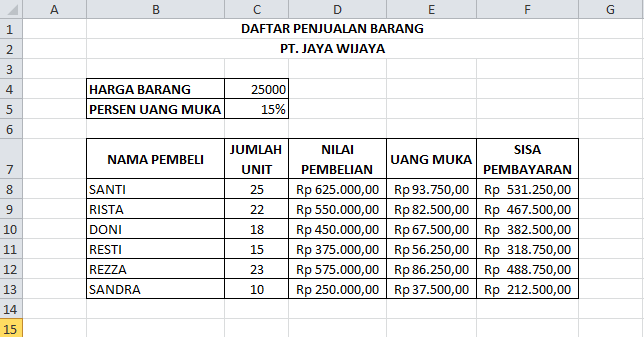 A B C D E F G
1 DAFTAR PENJUALAN BARANG
2 PT. JAYA WIJAYA
3
4 HARGA BARANG 25000
5 PERSEN UANG MUKA 15%
6
7 NAMA PEMBELI JUMLAH UNIT NILAI PEMBELIAN UANG MUKA SISA PEMBAYARAN
8 SANTI 25 Rp 625.000,00 Rp 93.750,00 Rp 531.250,00
9 RISTA 22 Rp 550.000,00 Rp 82.500,00 Rp 467.500,00
10 DONI 18 Rp 450.000,00 Rp 67.500,00 Rp 382.500,00
11 RESTI 15 Rp 375.000,00 Rp 56.250,00 Rp 318.750,00
12 REZZA 23 Rp 575.000,00 Rp 86.250,00 Rp 488.750,00
13 SANDRA 10 Rp 250.000,00 Rp 37.500,00 Rp 212.500,00
14
15